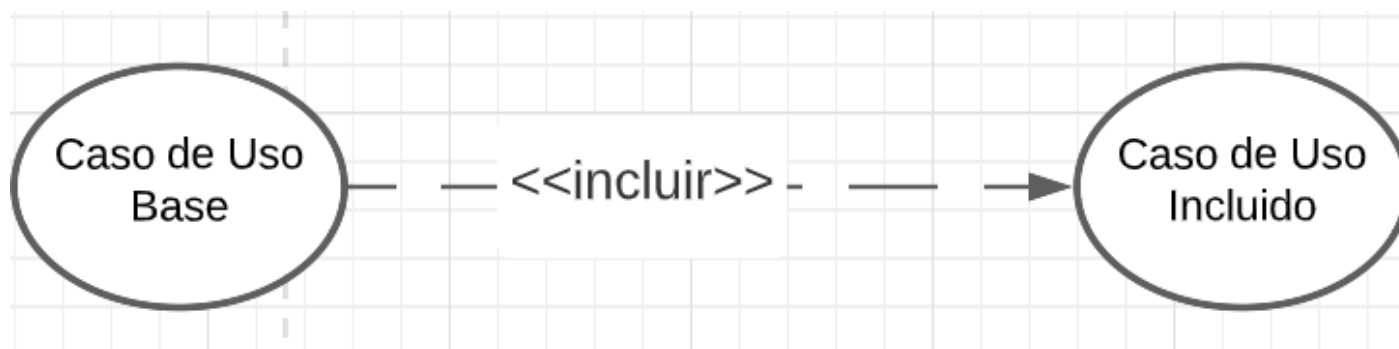 Caso de Uso
Base
<<incluir>>
Caso de Uso
Incluido